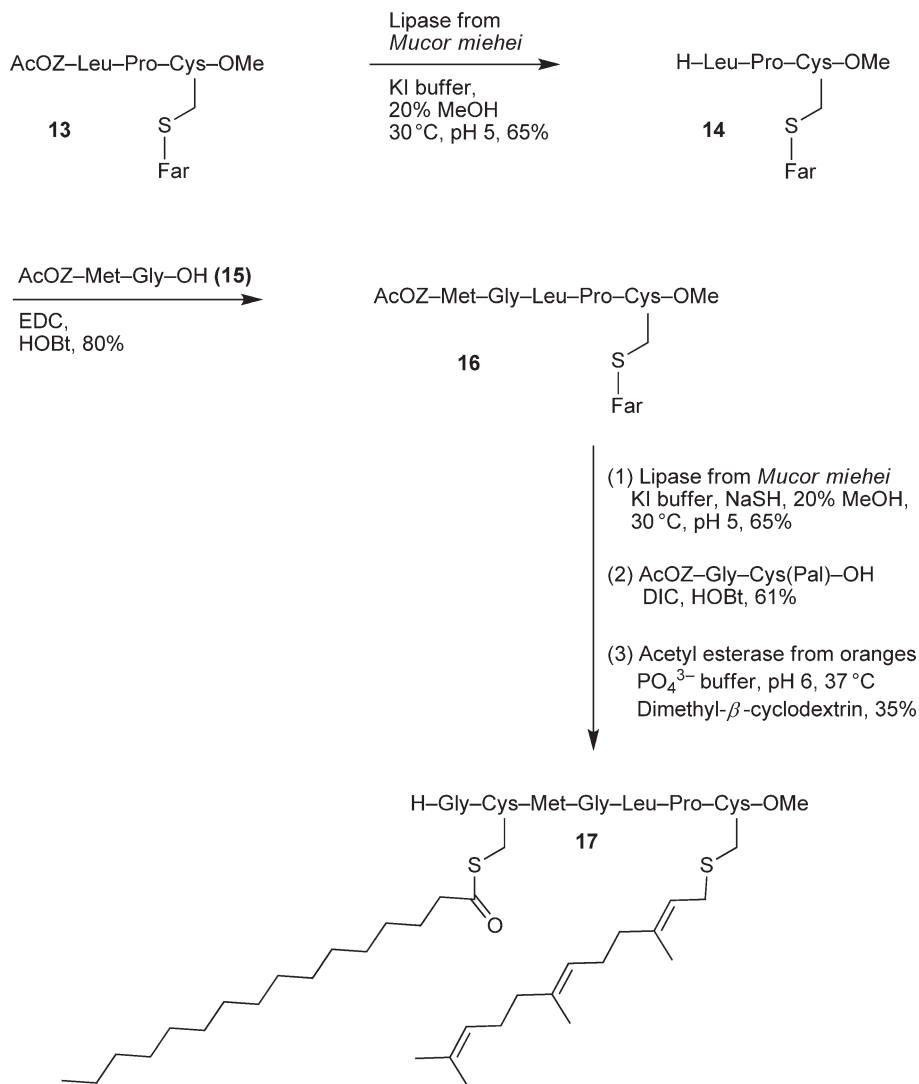 Lipase from
Mucor miehei
KI buffer,
20% MeOH
30 °C, pH 5, 65%
AcOZ–Leu–Pro–Cys–OMe
S
Far
13
H–Leu–Pro–Cys–OMe
S
Far
14
AcOZ–Met–Gly–OH (15)
EDC,
HOBt, 80%
AcOZ–Met–Gly–Leu–Pro–Cys–OMe
S
Far
16
(1) Lipase from Mucor miehei
KI buffer, NaSH, 20% MeOH,
30 °C, pH 5, 65%
(2) AcOZ–Gly–Cys(Pal)–OH
DIC, HOBt, 61%
(3) Acetyl esterase from oranges
PO₄³⁻ buffer, pH 6, 37 °C
Dimethyl-β-cyclodextrin, 35%
H–Gly–Cys–Met–Gly–Leu–Pro–Cys–OMe
17
S
S
O